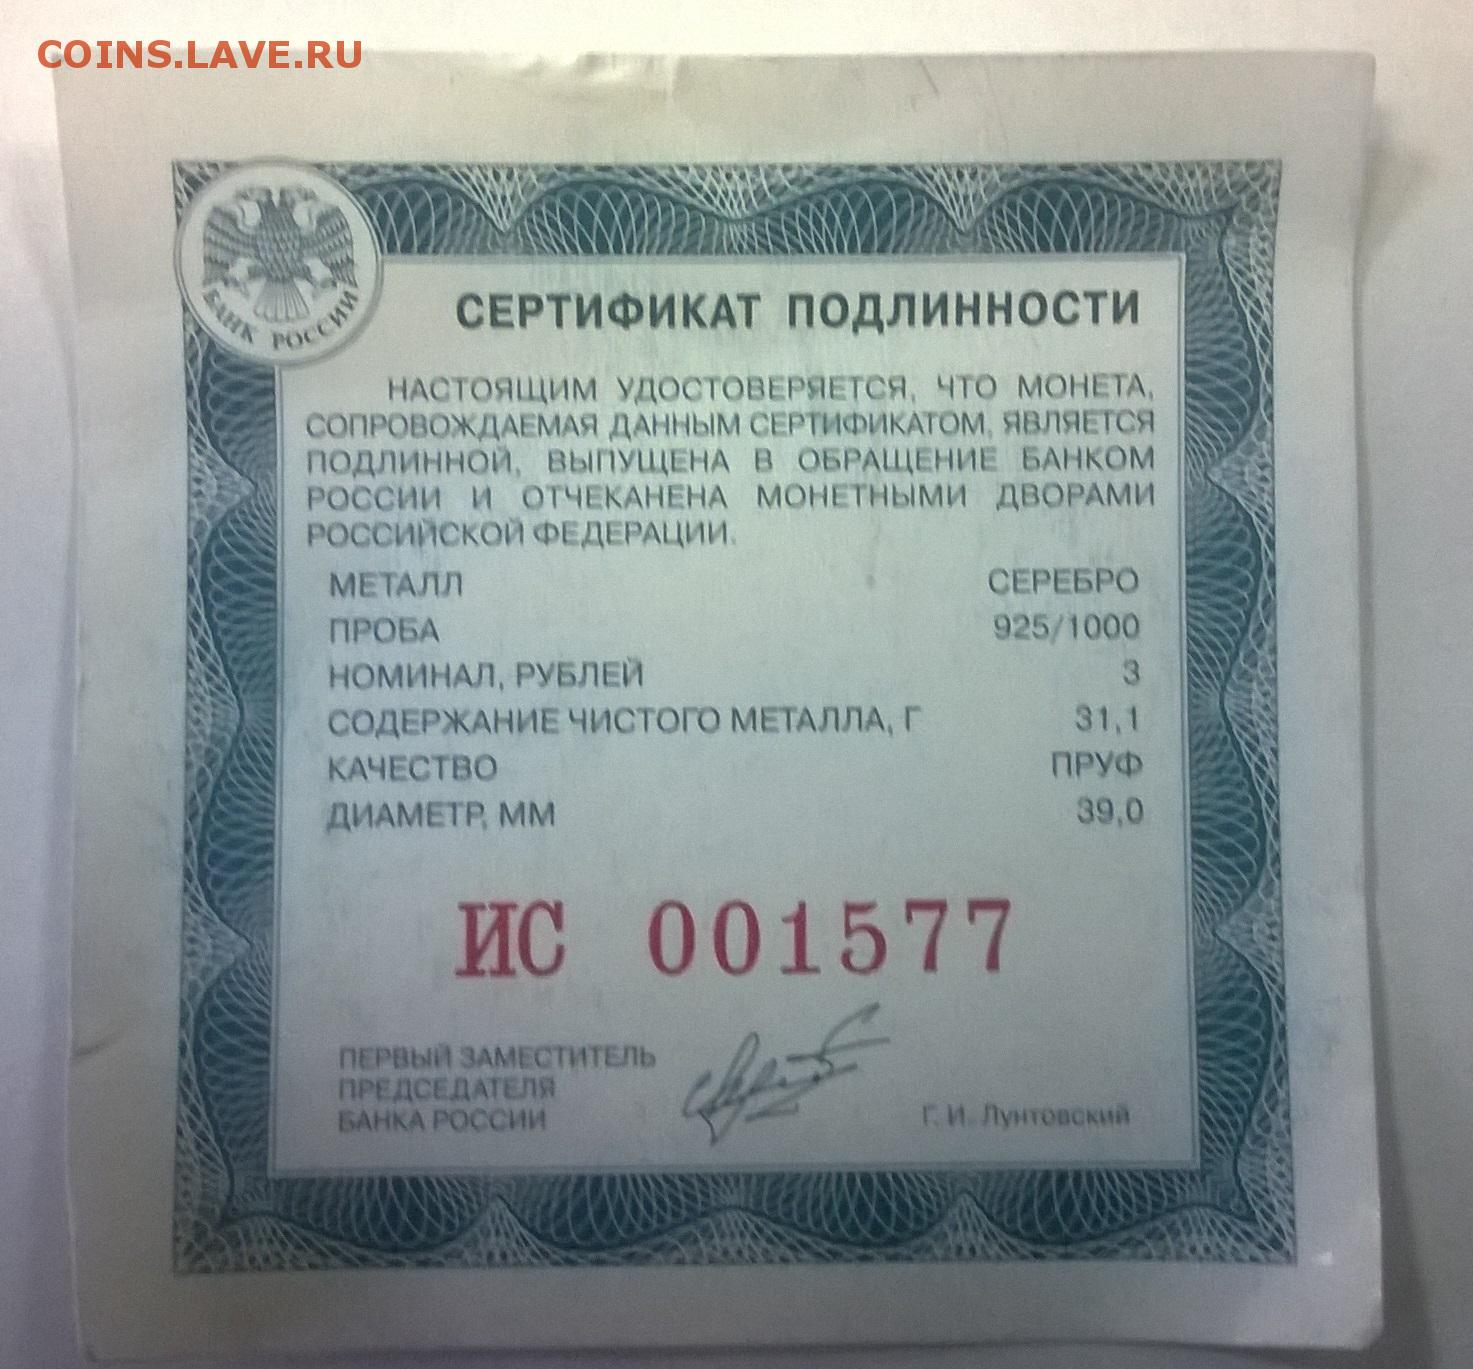 COINS.LAVE.RU
БАНК РОССИИ
СЕРТИФИКАТ ПОДЛИННОСТИ
НАСТОЯЩИМ УДОСТОВЕРЯЕТСЯ, ЧТО МОНЕТА,
СОПРОВОЖДАЕМАЯ ДАННЫМ СЕРТИФИКАТОМ, ЯВЛЯЕТСЯ
ПОДЛИННОЙ, ВЫПУЩЕНА В ОБРАЩЕНИЕ БАНКОМ
РОССИИ И ОТЧЕКАНЕНА МОНЕТНЫМИ ДВОРАМИ
РОССИЙСКОЙ ФЕДЕРАЦИИ.
МЕТАЛЛ СЕРЕБРО
ПРОБА 925/1000
НОМИНАЛ, РУБЛЕЙ 3
СОДЕРЖАНИЕ ЧИСТОГО МЕТАЛЛА, Г 31,1
КАЧЕСТВО ПРУФ
ДИАМЕТР, ММ 39,0
ИС 001577
ПЕРВЫЙ ЗАМЕСТИТЕЛЬ
ПРЕДСЕДАТЕЛЯ
БАНКА РОССИИ Г. И. Лунтовский